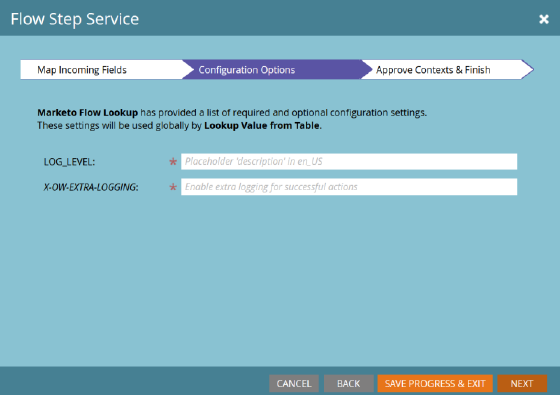 Flow Step Service
Map Incoming Fields
Configuration Options
Approve Contexts & Finish
Marketo Flow Lookup has provided a list of required and optional configuration settings.
These settings will be used globally by Lookup Value from Table.
LOG_LEVEL: * Placeholder 'description' in en_US
X-OW-EXTRA-LOGGING: * Enable extra logging for successful actions
CANCEL
BACK
SAVE PROGRESS & EXIT
NEXT